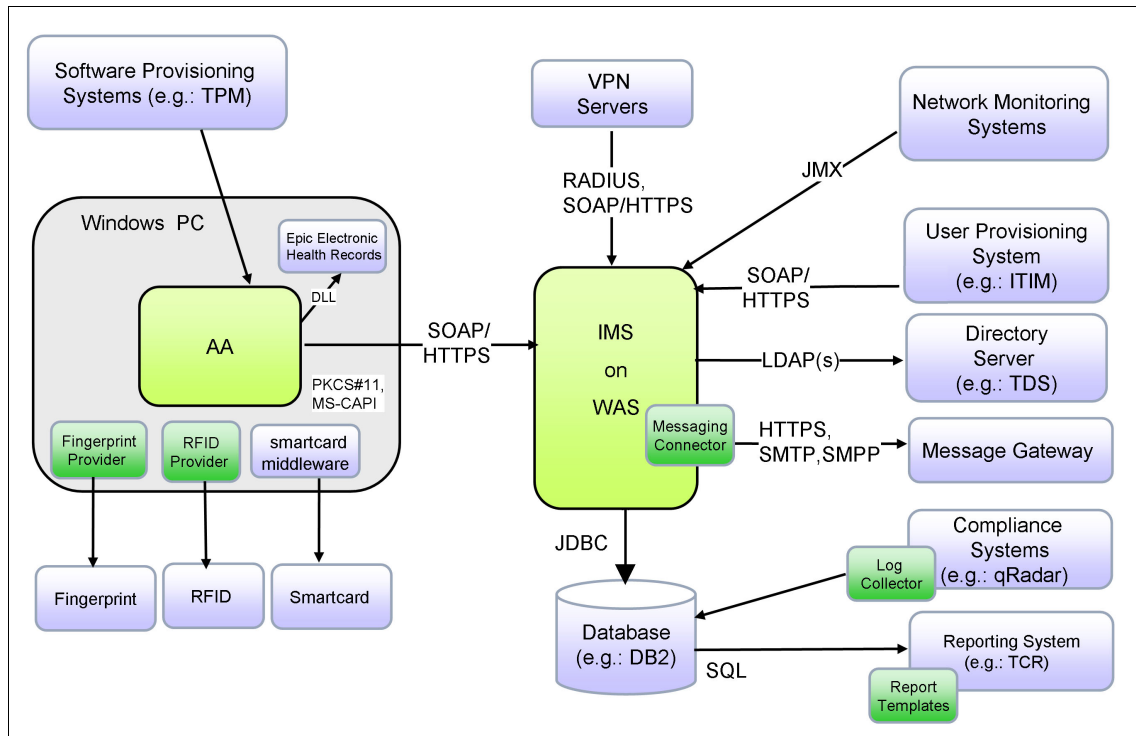 Software Provisioning
Systems (e.g.: TPM)
VPN
Servers
Network Monitoring
Systems
RADIUS,
SOAP/HTTPS
JMX
Windows PC
Epic Electronic
Health Records
DLL
AA
PKCS#11,
MS-CAPI
Fingerprint
Provider
RFID
Provider
smartcard
middleware
Fingerprint
RFID
Smartcard
SOAP/
HTTPS
IMS
on
WAS
Messaging
Connector
User Provisioning
System
(e.g.: ITIM)
SOAP/
HTTPS
Directory
Server
(e.g.: TDS)
LDAP(s)
HTTPS,
SMTP,SMPP
Message Gateway
JDBC
Compliance
Systems
(e.g.: qRadar)
Log
Collector
Database
(e.g.: DB2)
SQL
Reporting System
(e.g.: TCR)
Report
Templates